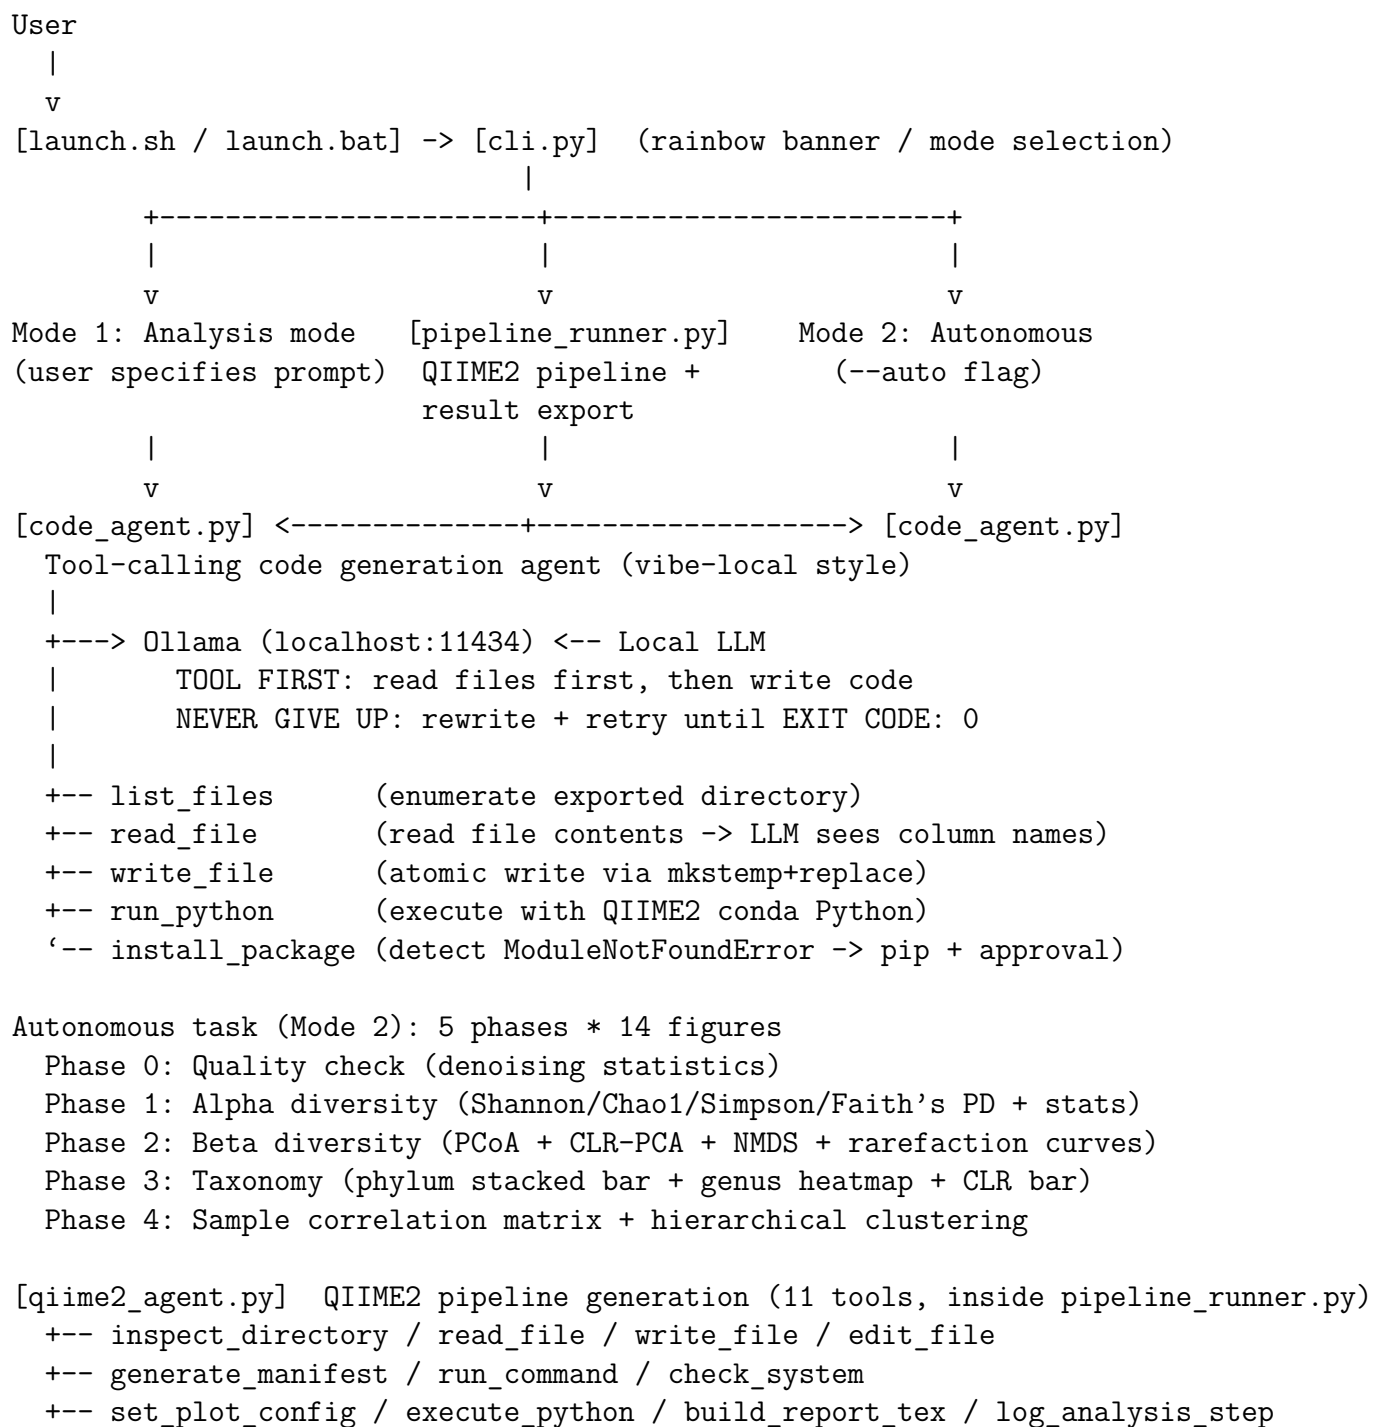 User
  |
  v
[launch.sh / launch.bat] -> [cli.py]  (rainbow banner / mode selection)
                               |
        +-----------------------+------------------------+
        |                       |                        |
        v                       v                        v
Mode 1: Analysis mode   [pipeline_runner.py]    Mode 2: Autonomous
(user specifies prompt)  QIIME2 pipeline +        (--auto flag)
                         result export
        |                       |                        |
        v                       v                        v
[code_agent.py] <--------------+-------------------> [code_agent.py]
  Tool-calling code generation agent (vibe-local style)
  |
  +---> Ollama (localhost:11434) <-- Local LLM
  |       TOOL FIRST: read files first, then write code
  |       NEVER GIVE UP: rewrite + retry until EXIT CODE: 0
  |
  +-- list_files      (enumerate exported directory)
  +-- read_file       (read file contents -> LLM sees column names)
  +-- write_file      (atomic write via mkstemp+replace)
  +-- run_python      (execute with QIIME2 conda Python)
  ‘-- install_package (detect ModuleNotFoundError -> pip + approval)

Autonomous task (Mode 2): 5 phases * 14 figures
  Phase 0: Quality check (denoising statistics)
  Phase 1: Alpha diversity (Shannon/Chao1/Simpson/Faith’s PD + stats)
  Phase 2: Beta diversity (PCoA + CLR-PCA + NMDS + rarefaction curves)
  Phase 3: Taxonomy (phylum stacked bar + genus heatmap + CLR bar)
  Phase 4: Sample correlation matrix + hierarchical clustering

[qiime2_agent.py]  QIIME2 pipeline generation (11 tools, inside pipeline_runner.py)
  +-- inspect_directory / read_file / write_file / edit_file
  +-- generate_manifest / run_command / check_system
  +-- set_plot_config / execute_python / build_report_tex / log_analysis_step